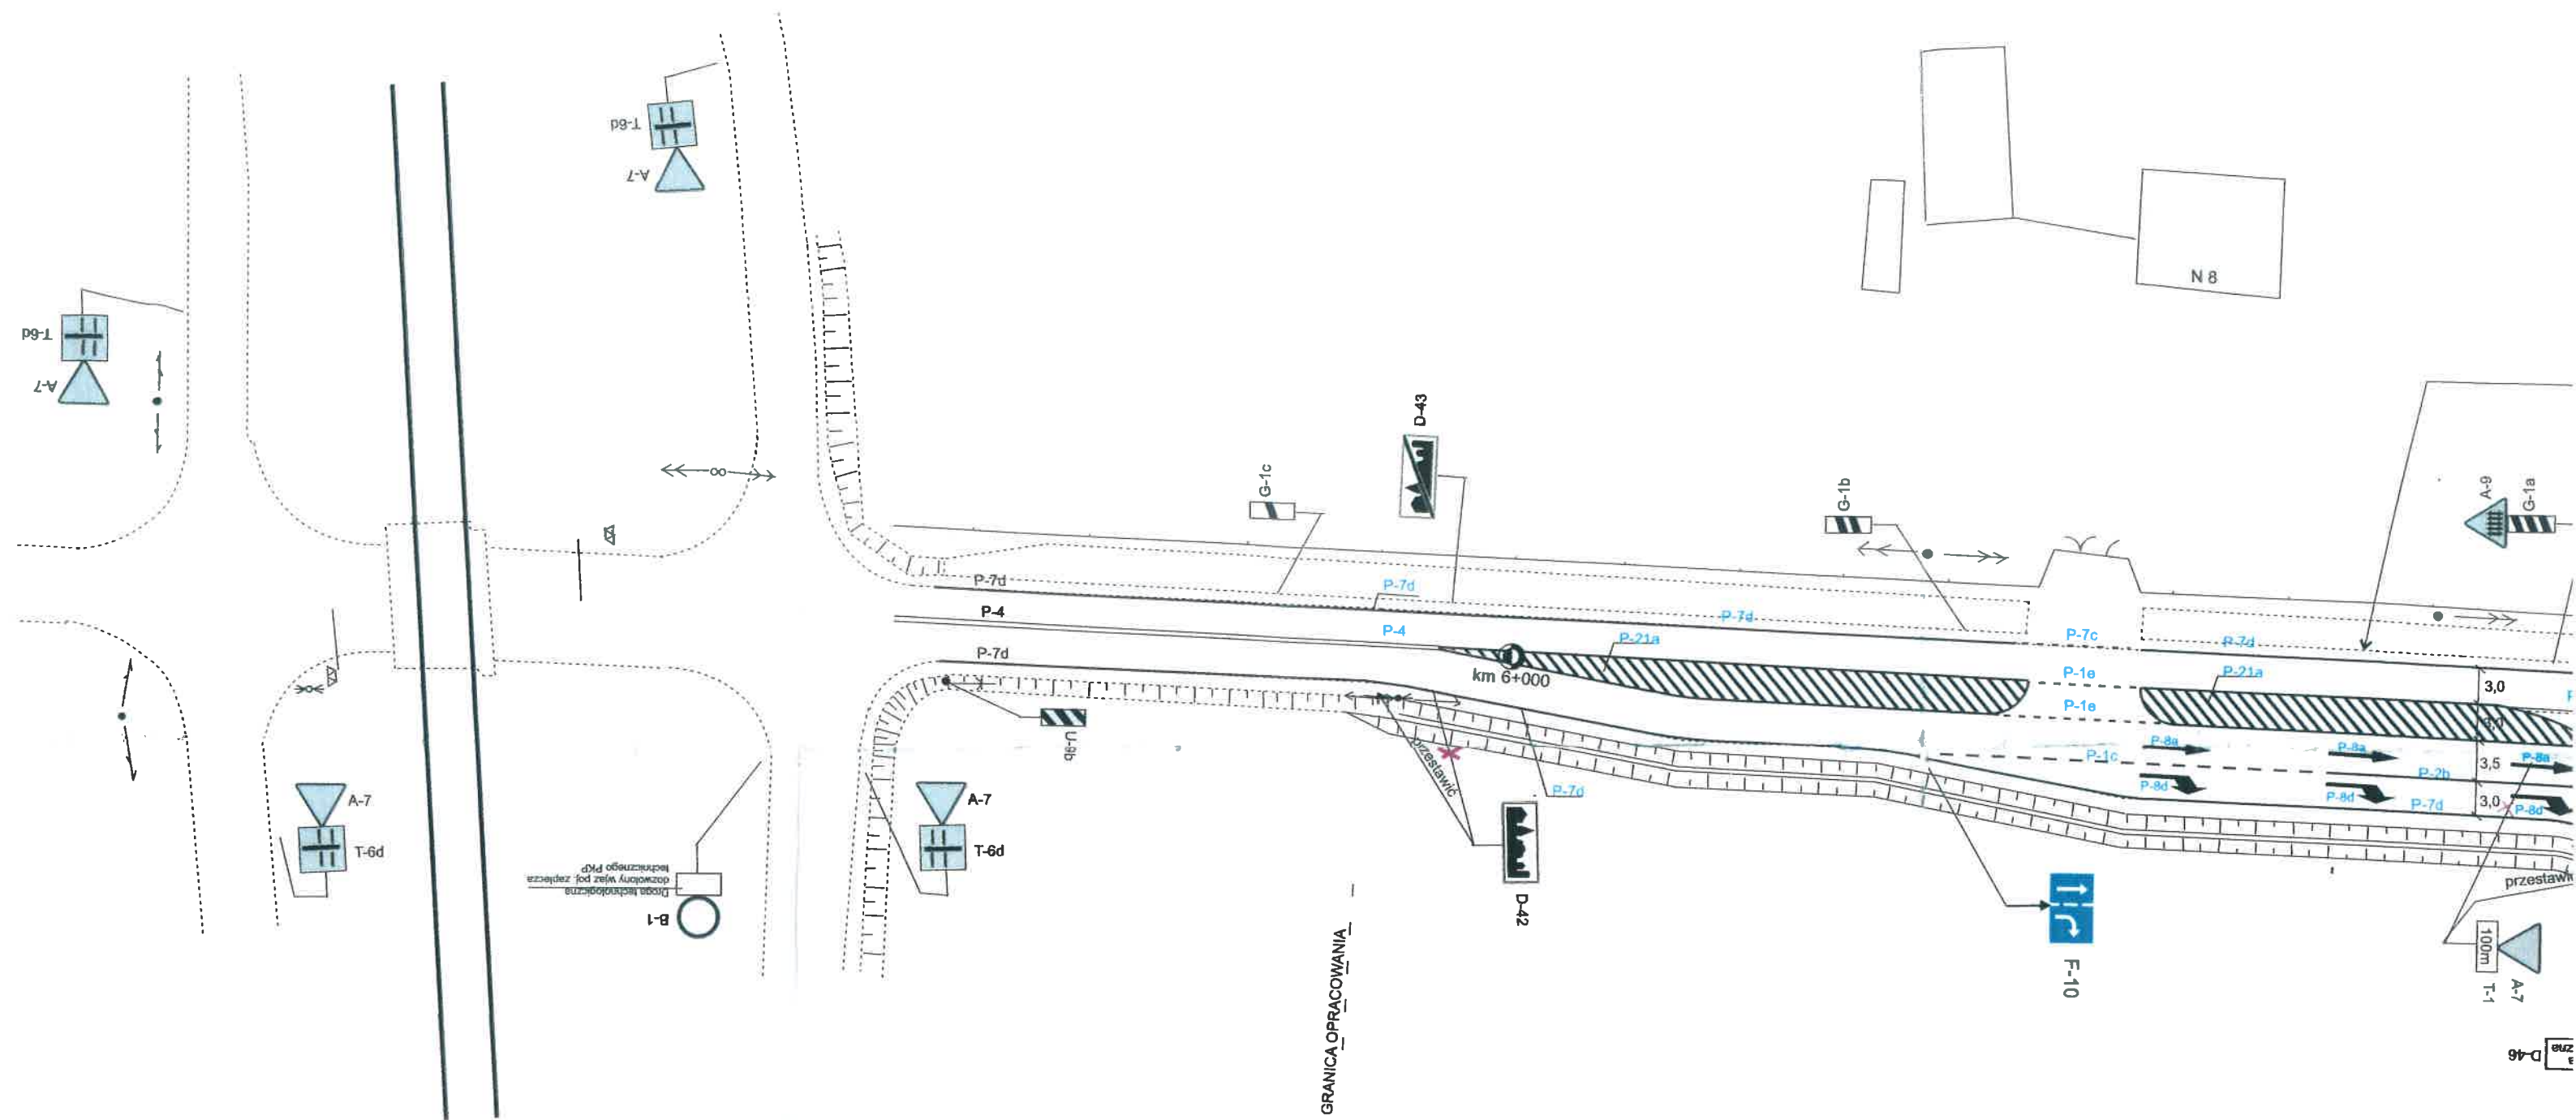 T-6d
A-7
T-6d
A-7
N 8
D-43
G-1c
G-1b
A-9
G-1a
P-7d
P-7d
P-7d
P-7c
P-7d
P-4
P-4
P-21a
P-1e
P-21a
3,0
P-7d
km 6+000
P-1e
3,0
P-8a
P-8a
P-8a
P-1c
P-2b
3,5
P-8d
P-8d
P-7d
3,0
P-8d
U-9b
przestawić
P-7d
A-7
T-6d
A-7
T-6d
Droga technologiczna
dozwolony wjaz poj. zaplecza
technicznego PKP
B-1
D-42
GRANICA OPRACOWANIA
F-10
100m
A-7
T-1
D-46